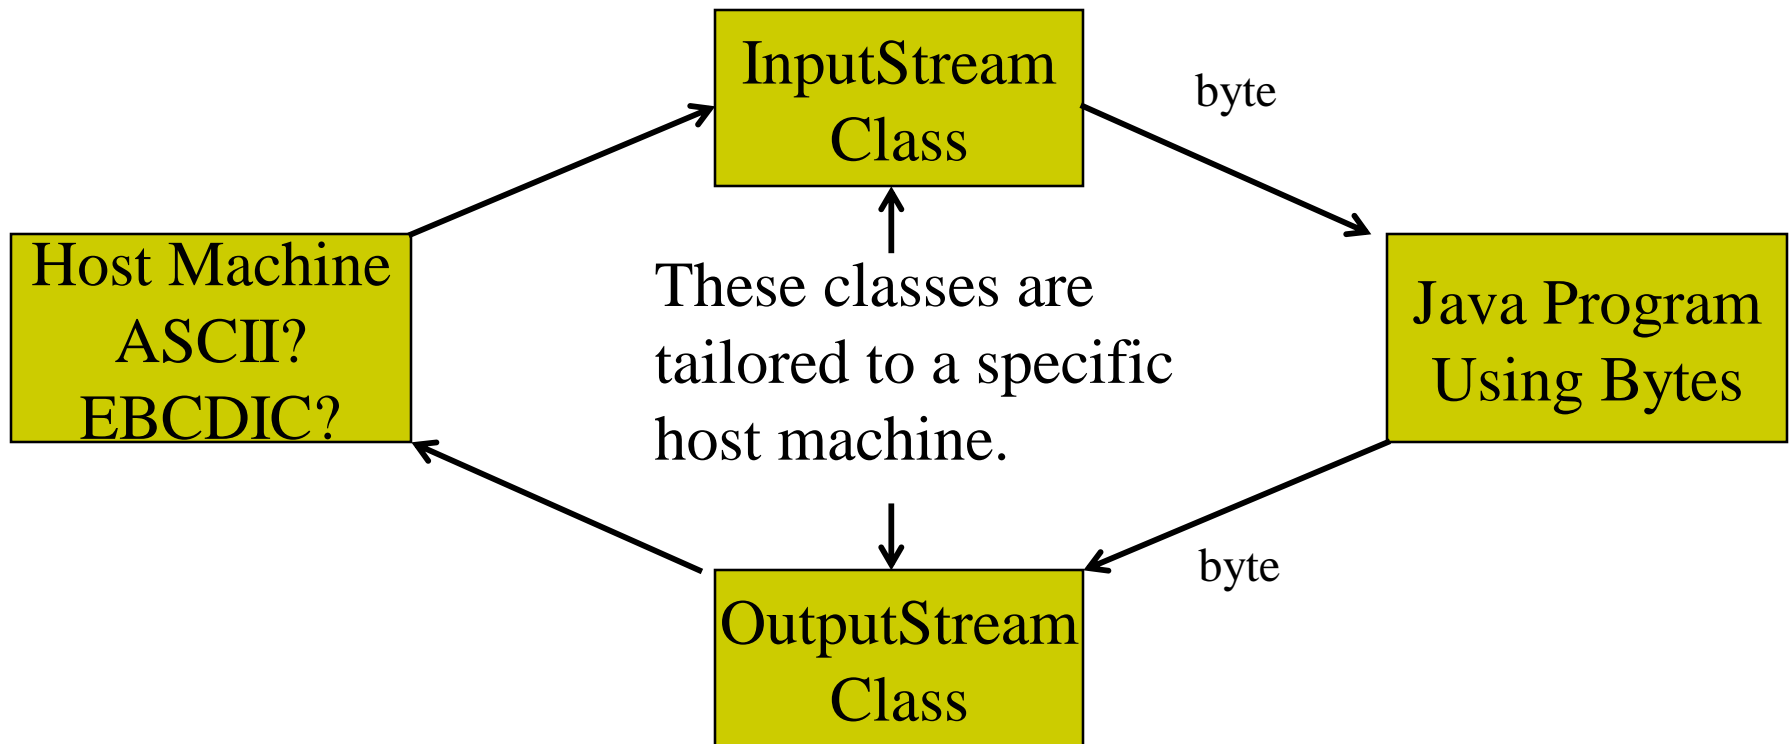 InputStream
Class
byte
Host Machine
ASCII?
EBCDIC?
These classes are
tailored to a specific
host machine.
Java Program
Using Bytes
byte
OutputStream
Class